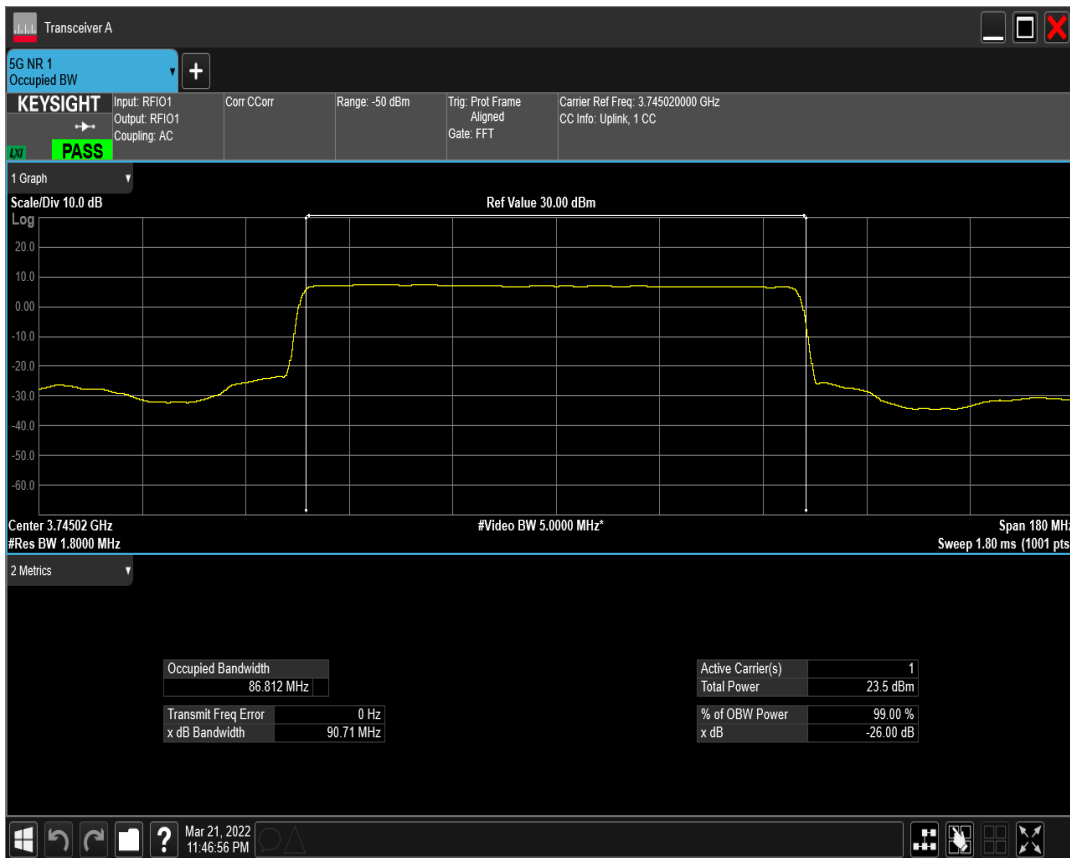 Transceiver A
5G NR 1
Occupied BW
+
KEYSIGHT
LXI
PASS
Input: RFIO1
Output: RFIO1
Coupling: AC
Corr CCorr
Range: -50 dBm
Trig: Prot Frame
Aligned
Gate: FFT
Carrier Ref Freq: 3.745020000 GHz
CC Info: Uplink, 1 CC
1 Graph
Scale/Div 10.0 dB
Ref Value 30.00 dBm
Log
20.0
10.0
0.00
-10.0
-20.0
-30.0
-40.0
-50.0
-60.0
Center 3.74502 GHz
#Video BW 5.0000 MHz*
Span 180 MHz
#Res BW 1.8000 MHz
Sweep 1.80 ms (1001 pts
2 Metrics
Occupied Bandwidth
86.812 MHz
Transmit Freq Error 0 Hz
x dB Bandwidth 90.71 MHz
Active Carrier(s) 1
Total Power 23.5 dBm
% of OBW Power 99.00 %
x dB -26.00 dB
?
Mar 21, 2022
11:46:56 PM